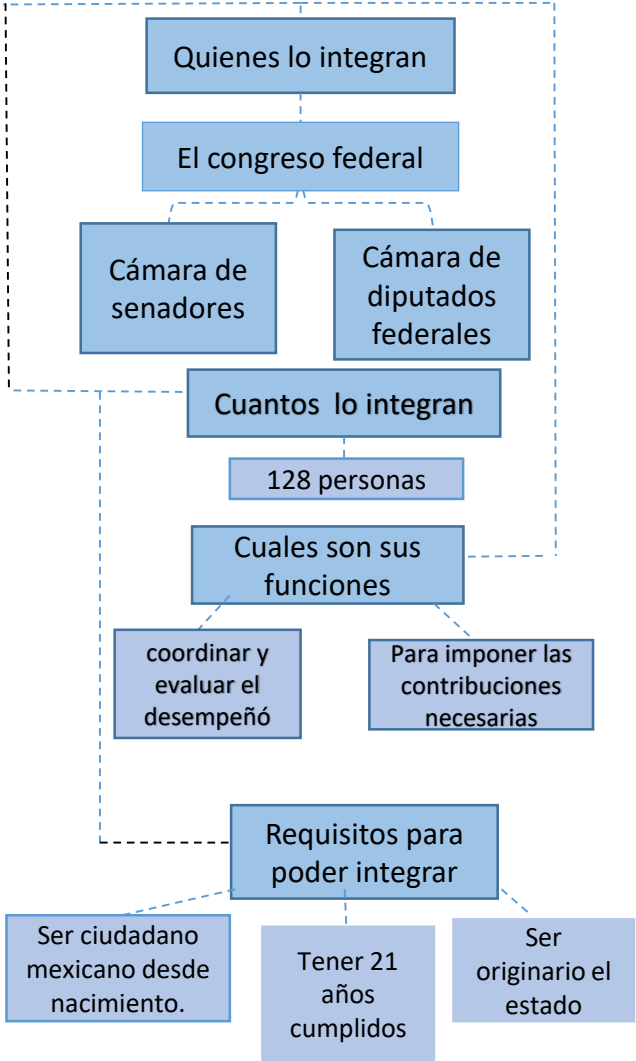 Quienes lo integran
El congreso federal
Cámara de
senadores
Cámara de
diputados
federales
Cuantos lo integran
128 personas
Cuales son sus
funciones
coordinar y
evaluar el
desempeñó
Para imponer las
contribuciones
necesarias
Requisitos para
poder integrar
Ser ciudadano
mexicano desde
nacimiento.
Tener 21
años
cumplidos
Ser
originario el
estado